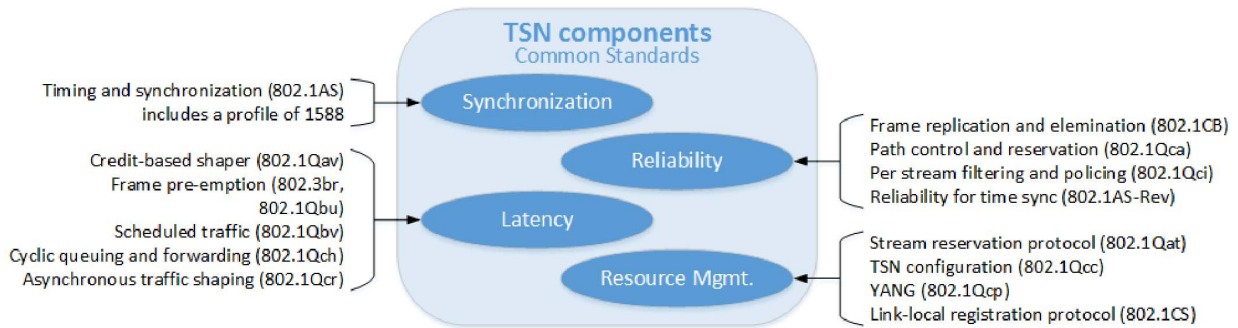 TSN components
Common Standards
Timing and synchronization (802.1AS)
includes a profile of 1588
Synchronization
Frame replication and elemination (802.1CB)
Path control and reservation (802.1Qca)
Per stream filtering and policing (802.1Qci)
Reliability for time sync (802.1AS-Rev)
Reliability
Credit-based shaper (802.1Qav)
Frame pre-emption (802.3br,
802.1Qbu)
Scheduled traffic (802.1Qbv)
Cyclic queuing and forwarding (802.1Qch)
Asynchronous traffic shaping (802.1Qcr)
Latency
Stream reservation protocol (802.1Qat)
TSN configuration (802.1Qcc)
YANG (802.1Qcp)
Link-local registration protocol (802.1CS)
Resource Mgmt.